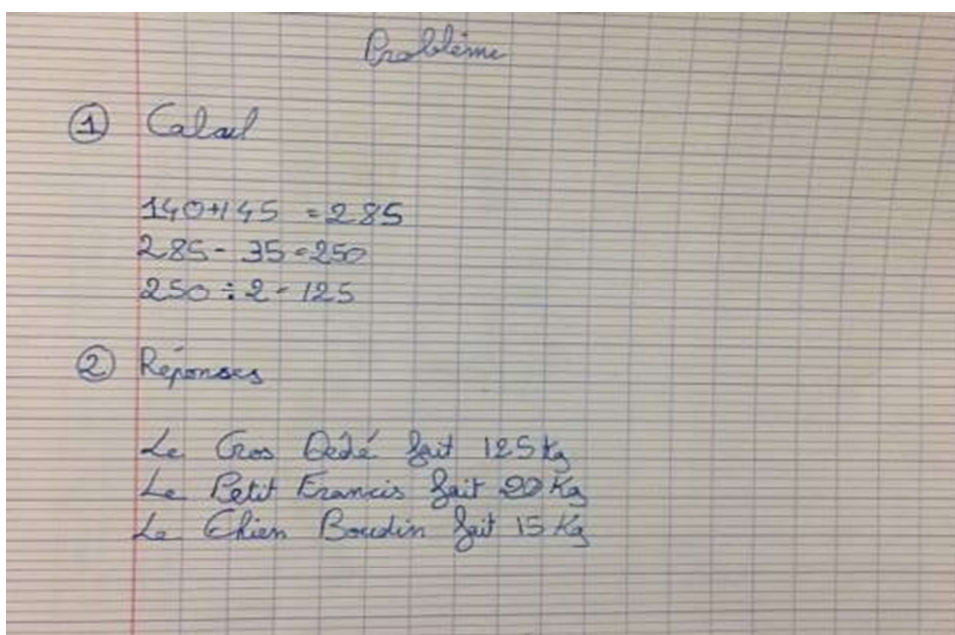 Problème
① Calcul
140+145 = 285
285 - 35 = 250
250 ÷ 2 = 125
② Réponses
Le Gros Dédé fait 125 kg
Le Petit Francis fait 20 Kg
Le Chien Boudin fait 15 Kg